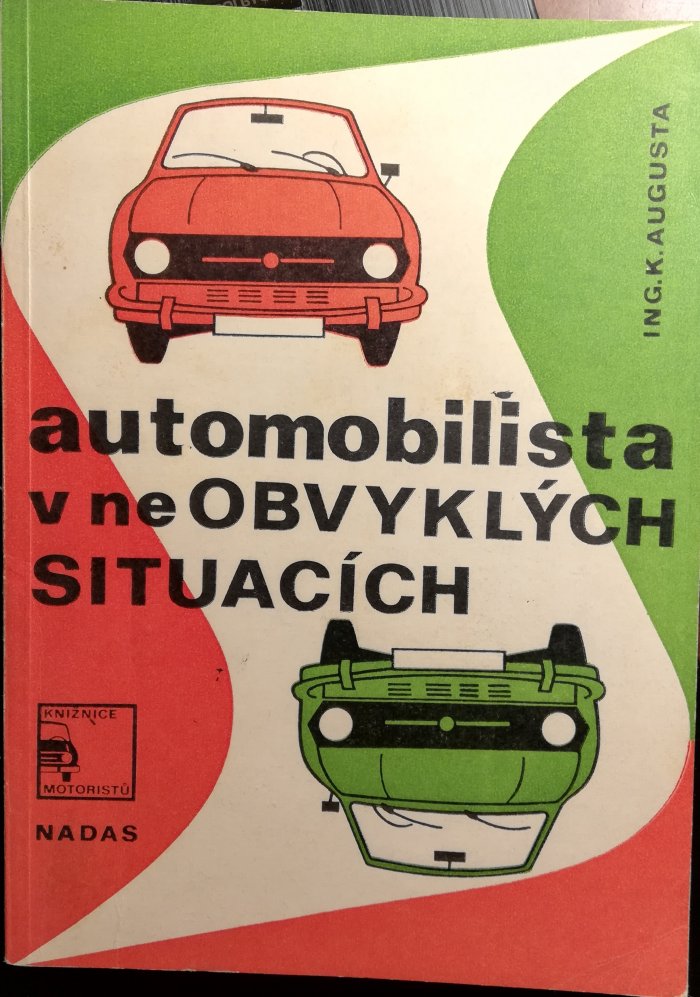 ING.K.AUGUSTA
automobilista
v neOBVYKLÝCH
SITUACÍCH
KNIŽNICE
MOTORISTŮ
NADAS